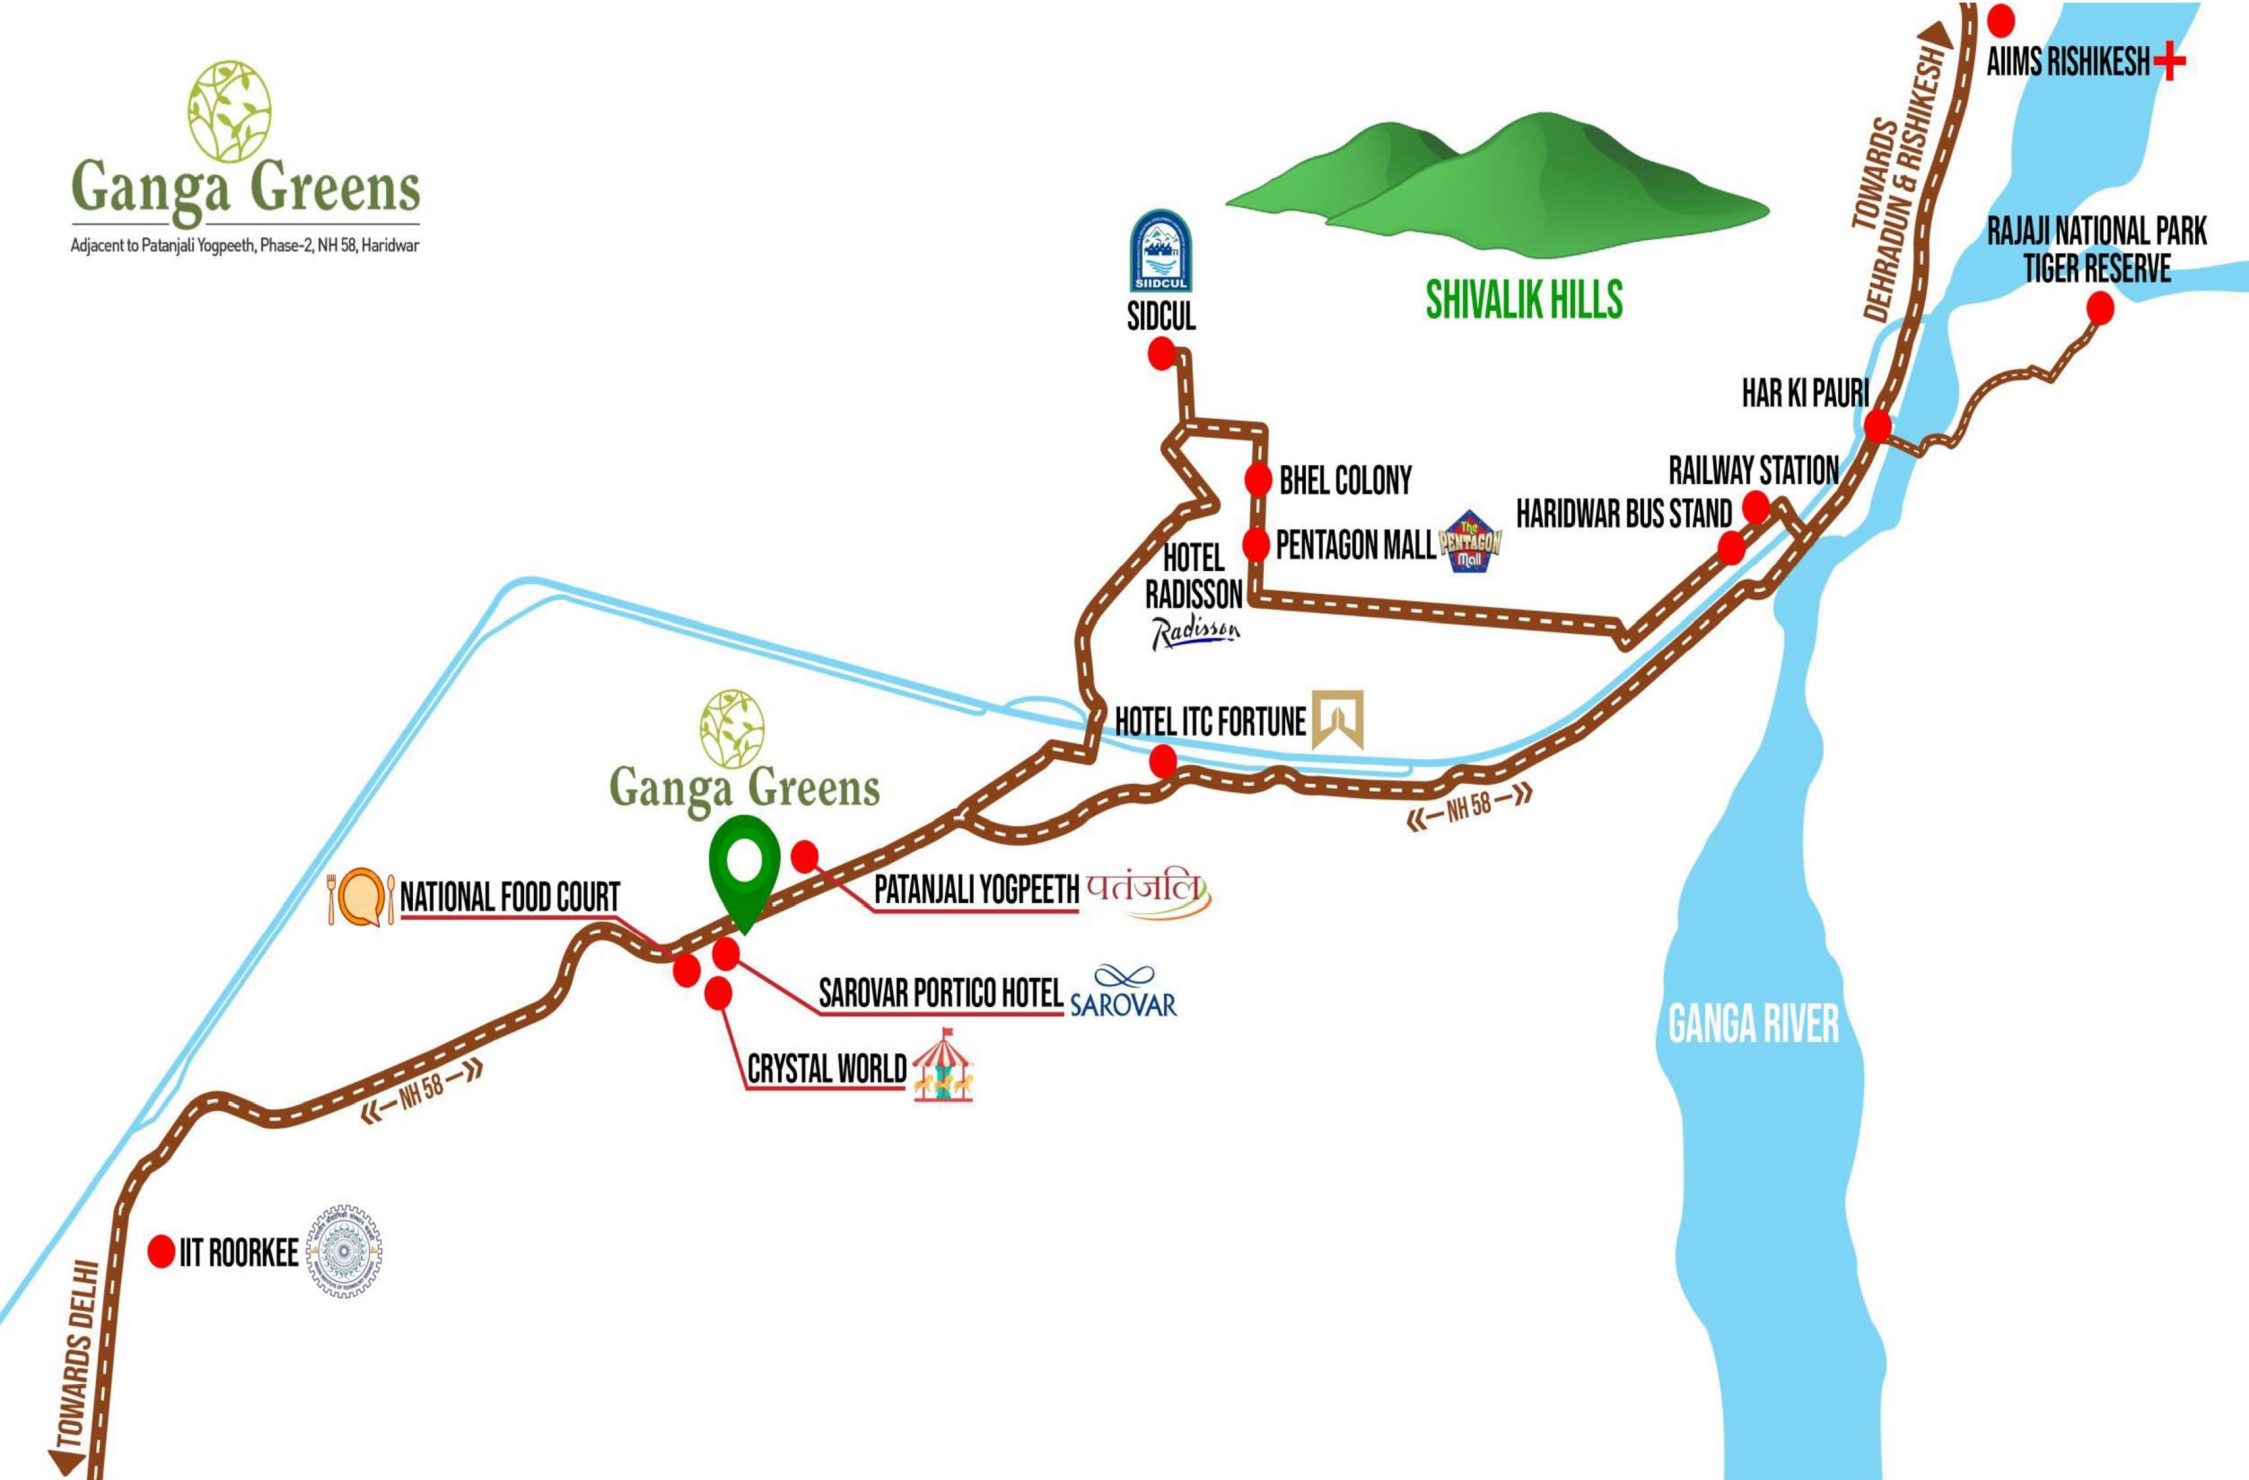 Ganga Greens
Adjacent to Patanjali Yogpeeth, Phase-2, NH 58, Haridwar
AIIMS RISHIKESH
TOWARDS
DEHRADUN & RISHIKESH
RAJAJI NATIONAL PARK
TIGER RESERVE
SIIDCUL
SIDCUL
SHIVALIK HILLS
HAR KI PAURI
RAILWAY STATION
HARIDWAR BUS STAND
BHEL COLONY
PENTAGON MALL
The
PENTAGON
Mall
HOTEL
RADISSON
Radisson
HOTEL ITC FORTUNE
NH 58
Ganga Greens
PATANJALI YOGPEETH
पतंजलि
NATIONAL FOOD COURT
SAROVAR PORTICO HOTEL
SAROVAR
CRYSTAL WORLD
GANGA RIVER
NH 58
IIT ROORKEE
TOWARDS DELHI